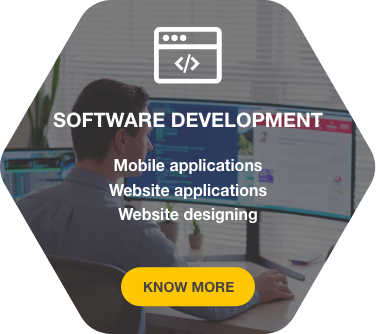 </>
SOFTWARE DEVELOPMENT
Mobile applications
Website applications
Website designing
KNOW MORE